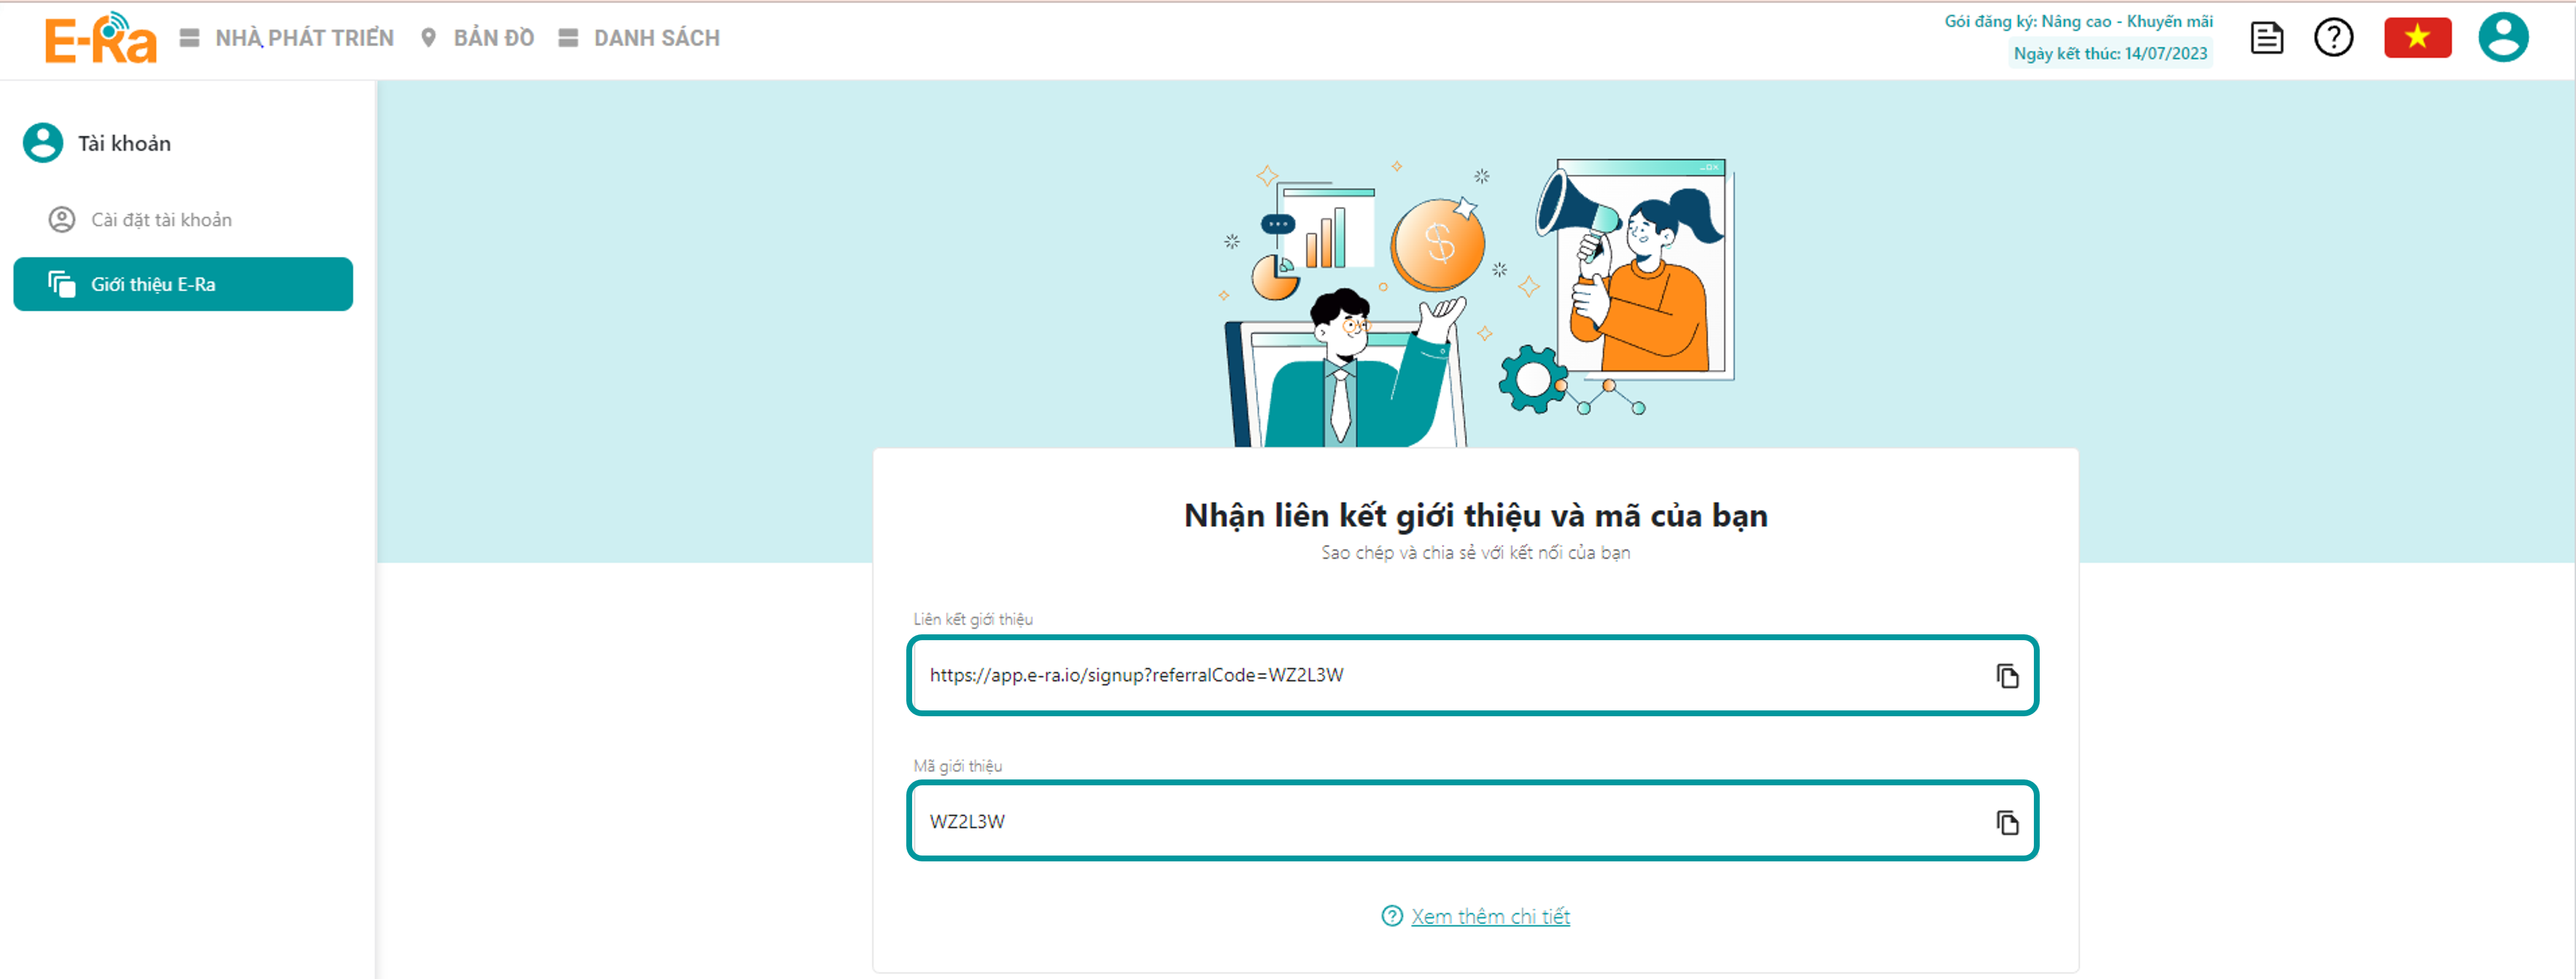 E-Ra
NHÀ PHÁT TRIỂN
BẢN ĐỒ
DANH SÁCH
Gói đăng ký: Nâng cao - Khuyến mãi
Ngày kết thúc: 14/07/2023
Tài khoản
Cài đặt tài khoản
Giới thiệu E-Ra
Nhận liên kết giới thiệu và mã của bạn
Sao chép và chia sẻ với kết nối của bạn
Liên kết giới thiệu
https://app.e-ra.io/signup?referralCode=WZ2L3W
Mã giới thiệu
WZ2L3W
Xem thêm chi tiết